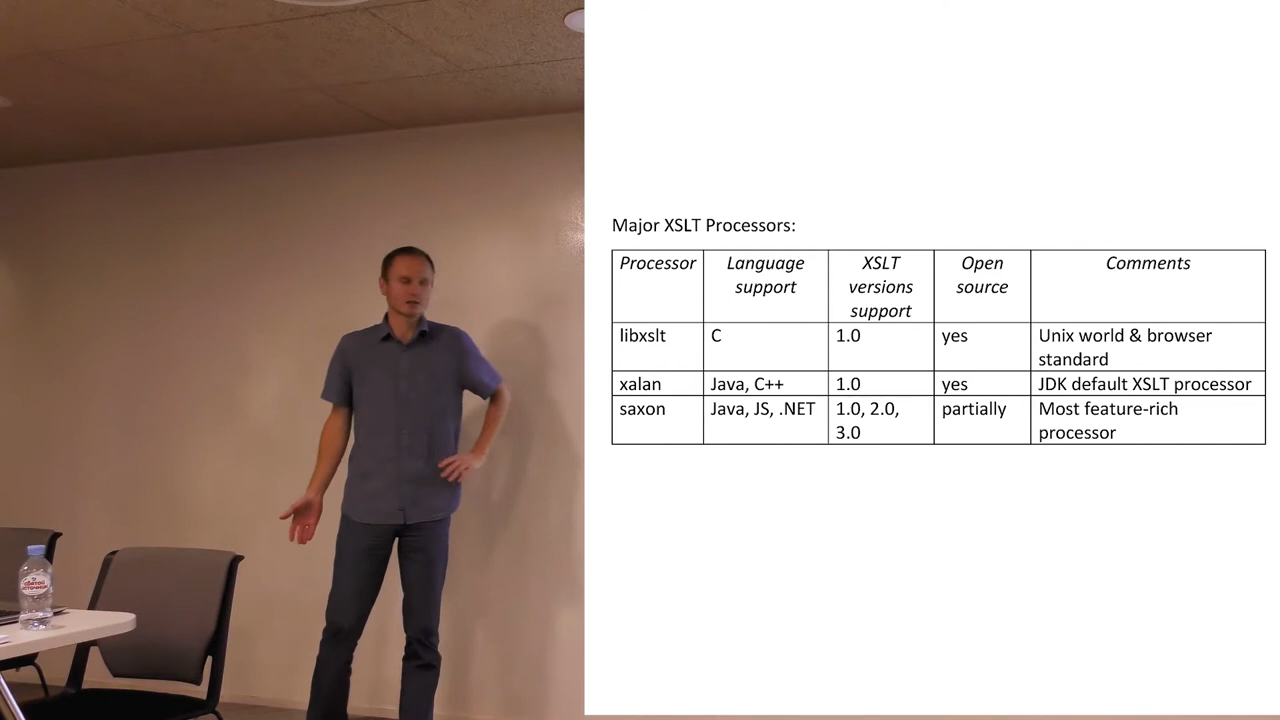 Major XSLT Processors:
Processor Language support XSLT versions support Open source Comments
libxslt C 1.0 yes Unix world & browser standard
xalan Java, C++ 1.0 yes JDK default XSLT processor
saxon Java, JS, .NET 1.0, 2.0, 3.0 partially Most feature-rich processor
СВЯТОЙ
ИСТОЧНИК